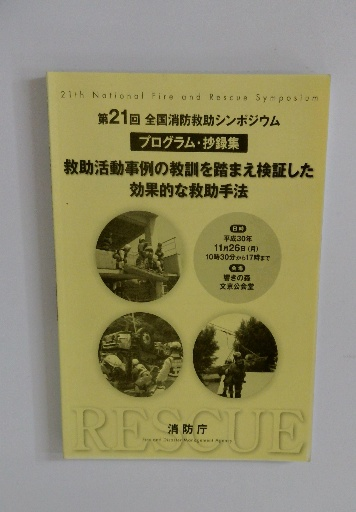 21th National Fire and Rescue Symposium
第21回 全国消防救助シンポジウム
プログラム・抄録集
救助活動事例の教訓を踏まえ検証した
効果的な救助手法
日時
平成30年
11月26日(月)
10時30分から17時まで
会場
響きの森
文京公会堂
RESCUE
消防庁
Fire and Disaster Management Agency